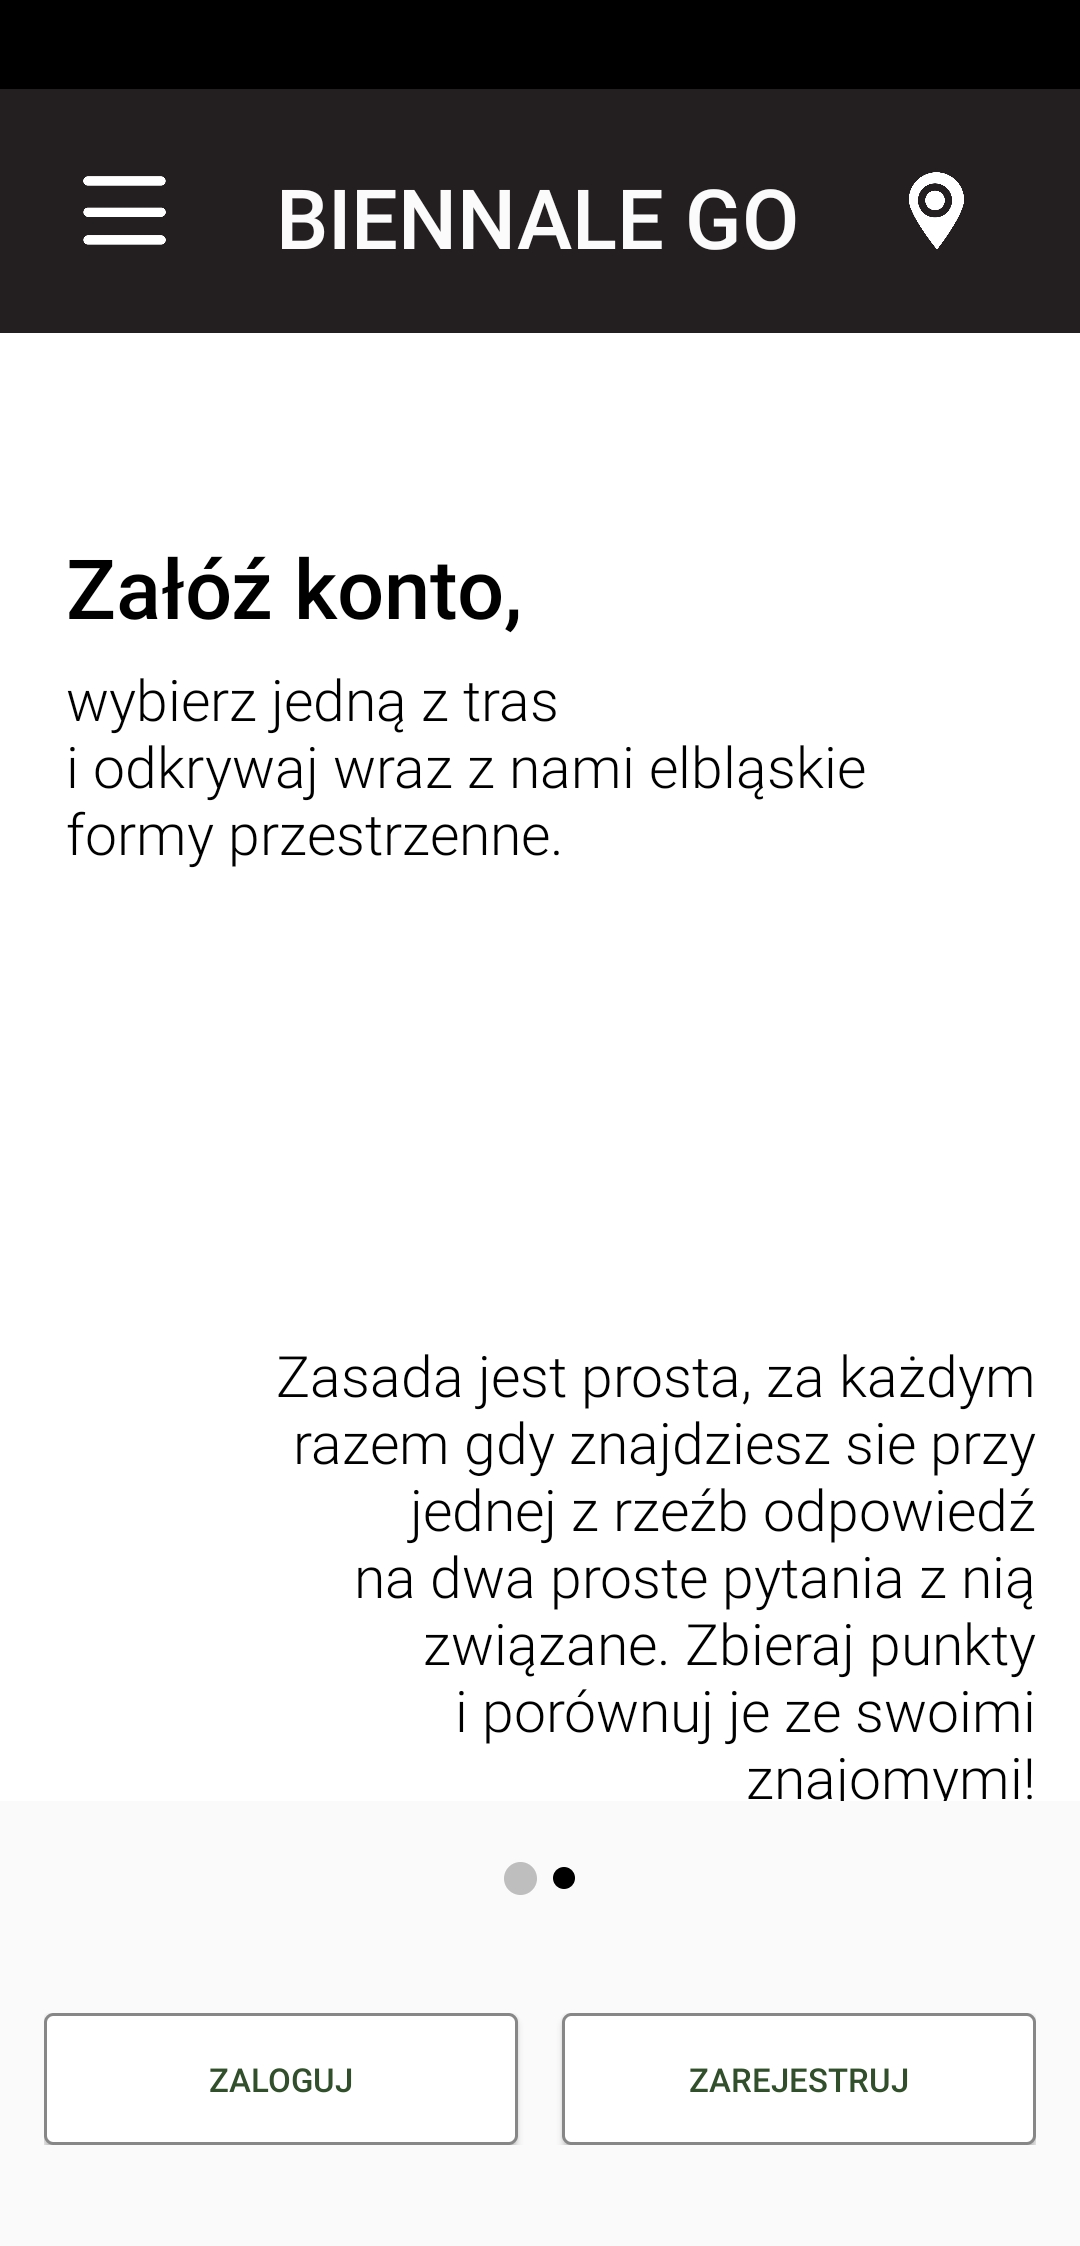 BIENNALE GO
Załóź konto,
wybierz jedną z tras
i odkrywaj wraz z nami elbląskie
formy przestrzenne.
Zasada jest prosta, za każdym
razem gdy znajdziesz sie przy
jednej z rzeźb odpowiedź
na dwa proste pytania z nią
związane. Zbieraj punkty
i porównuj je ze swoimi
znajomymi!
ZALOGUJ
ZAREJESTRUJ